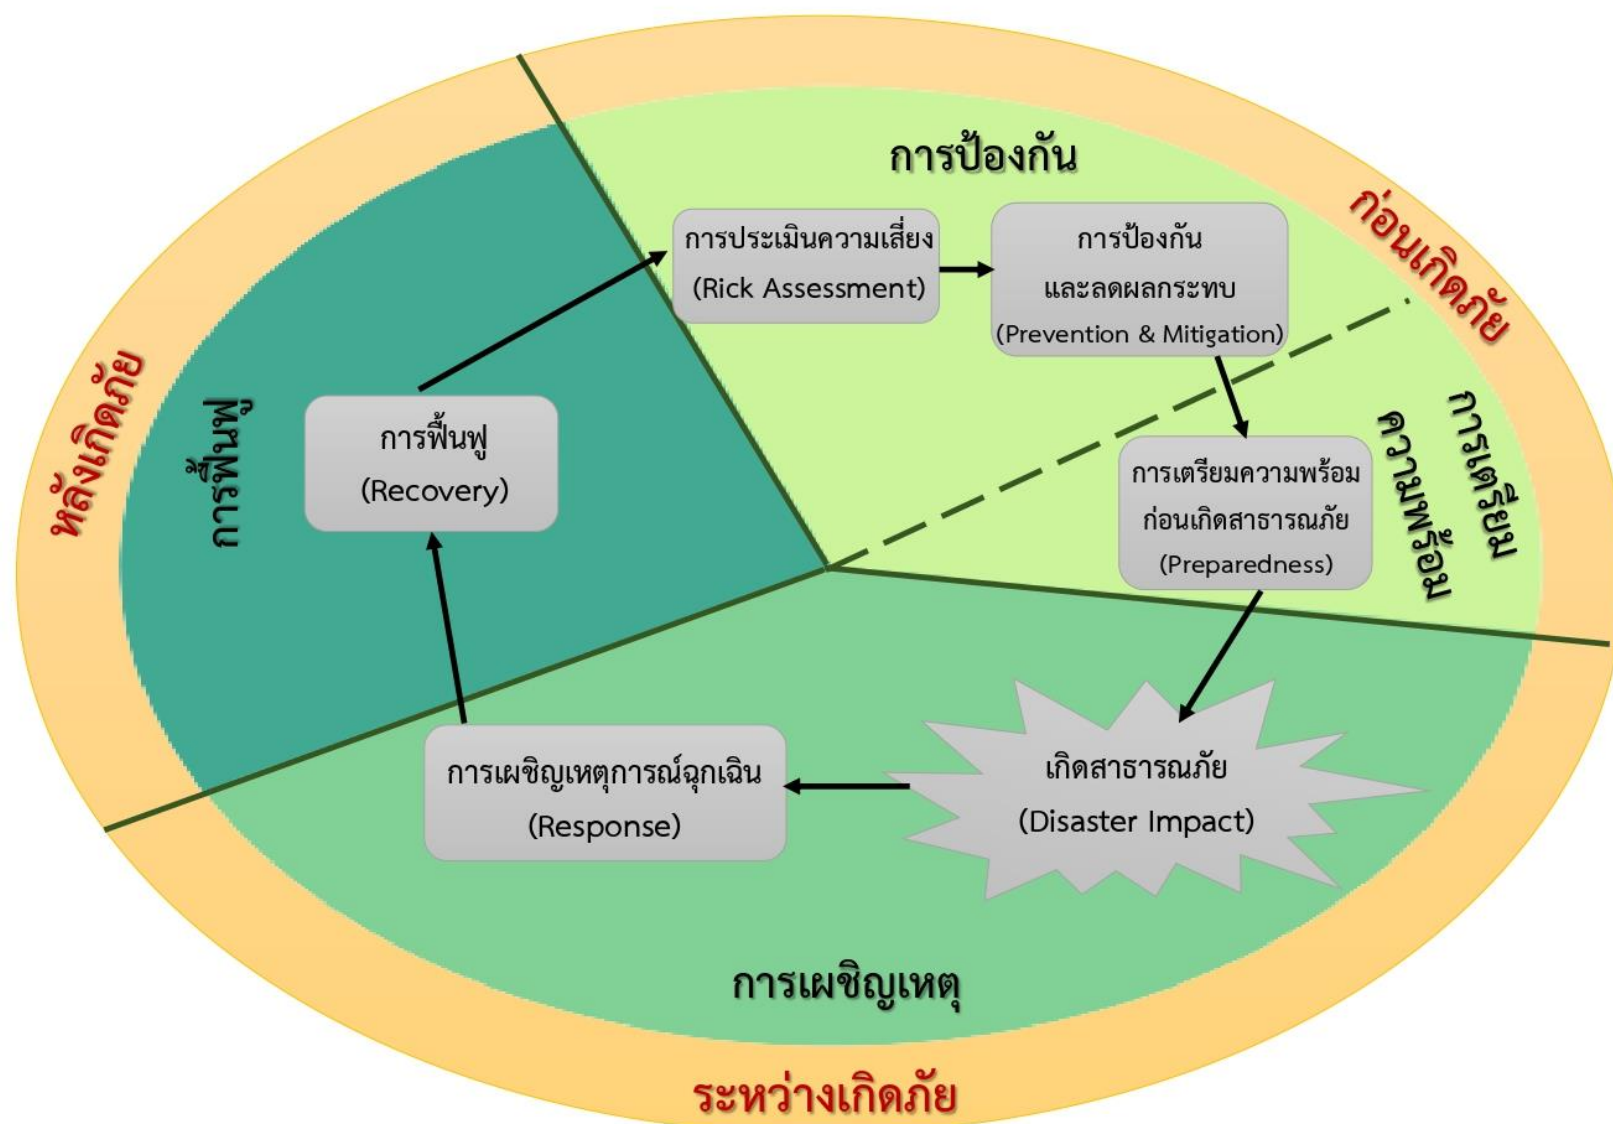 การป้องกัน
ก่อนเกิดภัย
การประเมินความเสี่ยง
(Rick Assessment)
การป้องกัน
และลดผลกระทบ
(Prevention & Mitigation)
หลังเกิดภัย
การฟื้นฟู
การฟื้นฟู
(Recovery)
การเตรียมความพร้อม
ก่อนเกิดสาธารณภัย
(Preparedness)
การเตรียม
ความพร้อม
การเผชิญเหตุการณ์ฉุกเฉิน
(Response)
เกิดสาธารณภัย
(Disaster Impact)
การเผชิญเหตุ
ระหว่างเกิดภัย